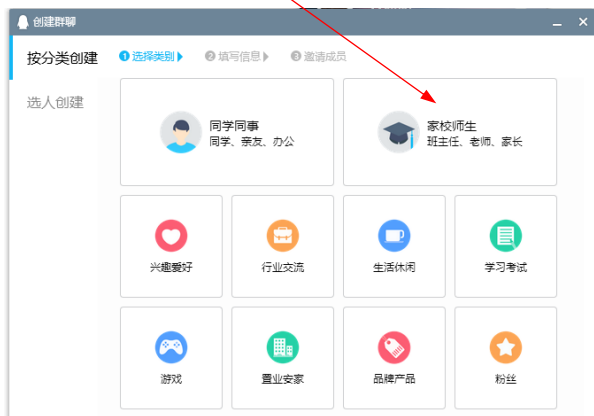 创建群聊
按分类创建
选人创建
1 选择类别
2 填写信息
3 邀请成员
同学同事
同学、亲友、办公
家校师生
班主任、老师、家长
兴趣爱好
行业交流
生活休闲
学习考试
游戏
置业安家
品牌产品
粉丝